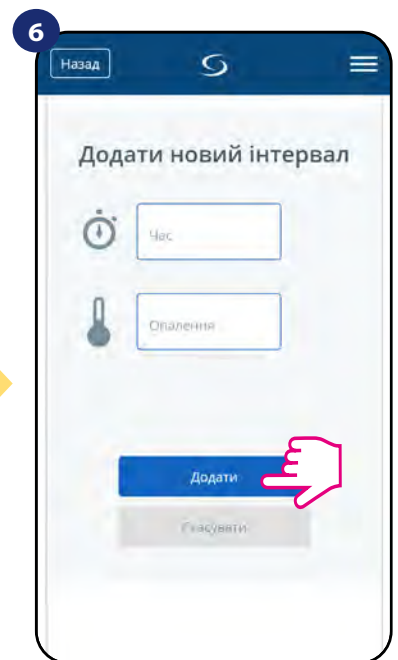 6
Назад
Додати новий інтервал
Час
Опалення
Додати
Скасувати